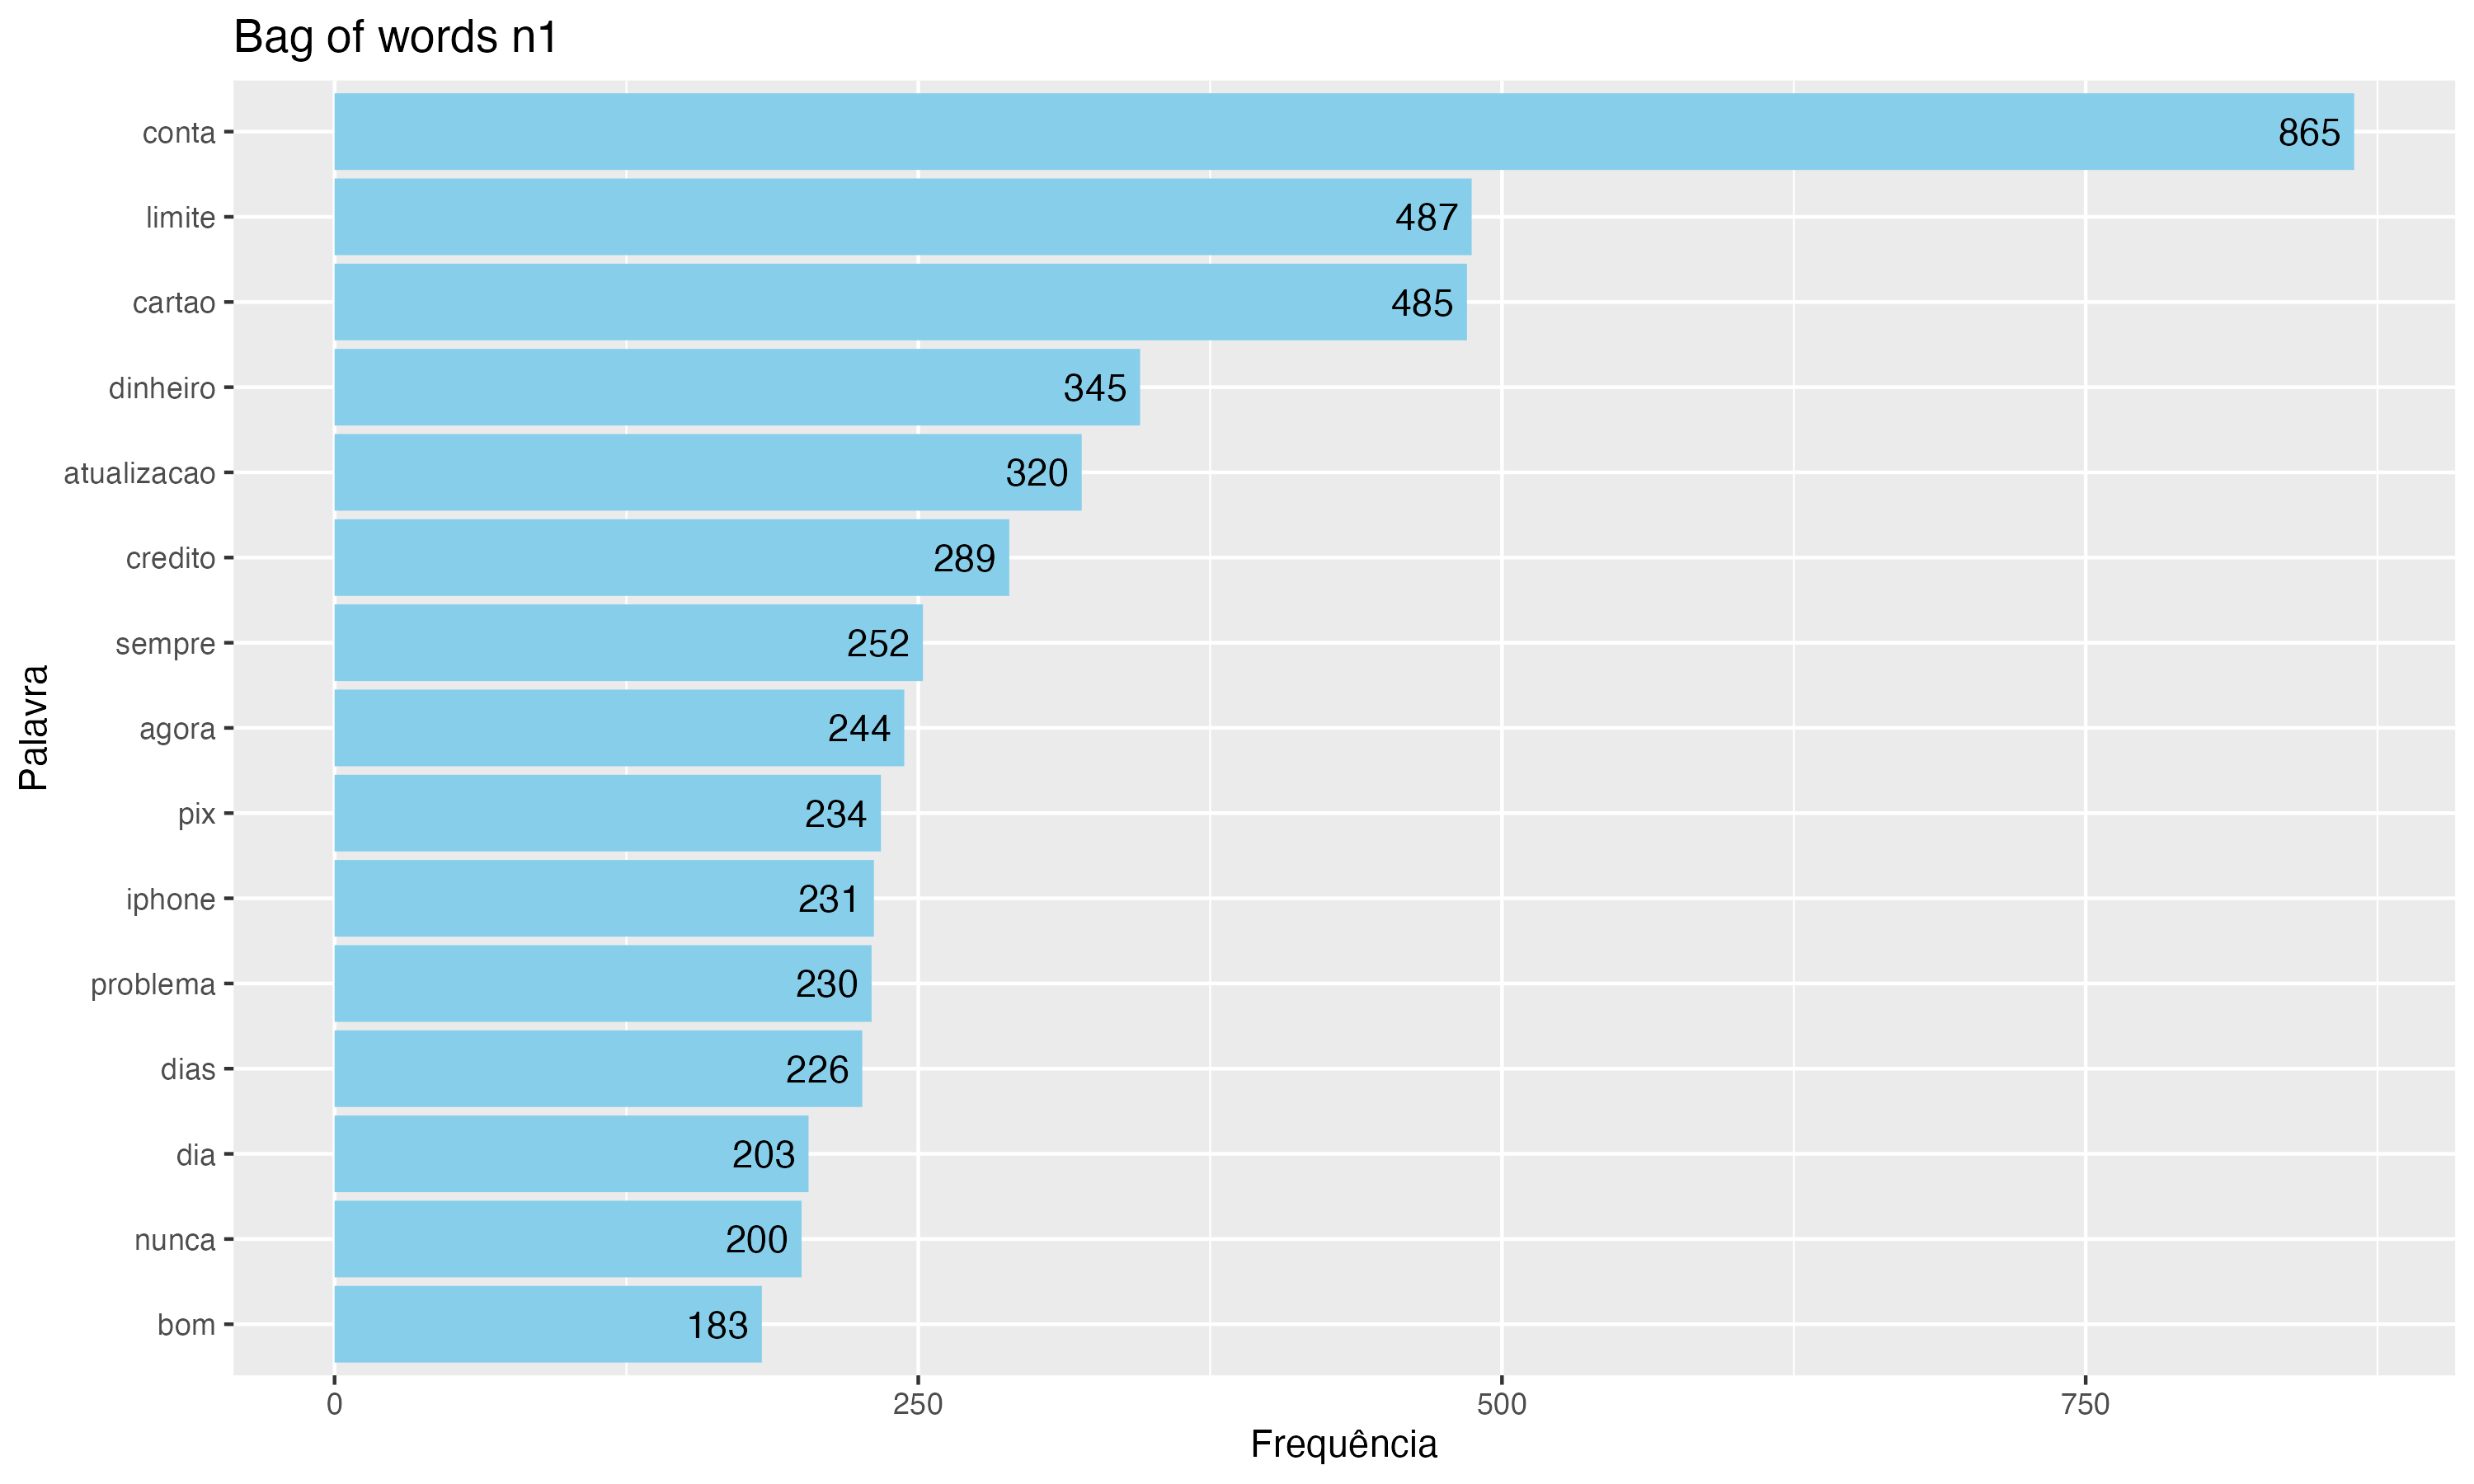 Bag of words n1
Palavra
conta 865
limite 487
cartao 485
dinheiro 345
atualizacao 320
credito 289
sempre 252
agora 244
pix 234
iphone 231
problema 230
dias 226
dia 203
nunca 200
bom 183
0 250 500 750
Frequência